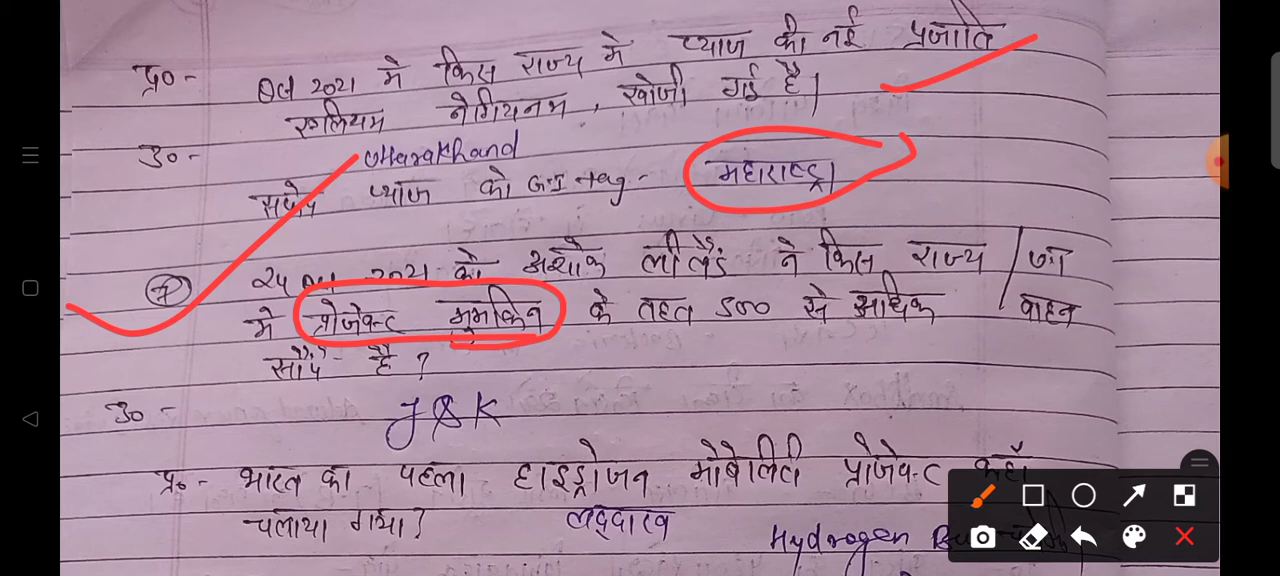 प्र०- Oct 2021 में किस राज्य में प्याज की नई प्रजाति
एलियम नेगियनम, खोजी गई है।
उ०- Uttarakhand
सफेद प्याज को G.I tag- महाराष्ट्र
7 24 2021 को अशोक लीलैंड ने किस राज्य
में प्रोजेक्ट मुमकिन के तहत 500 से अधिक वाहन
सौंपे है ?
उ०- J & K
प्र०- भारत का पहला हाइड्रोजन मोबिलिटी प्रोजेक्ट कहाँ
चलाया गया? लद्दाख
Hydrogen